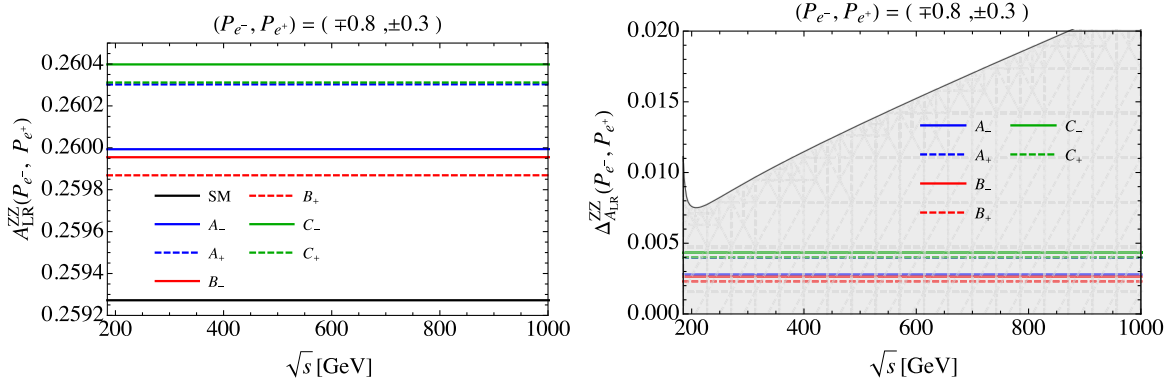 (P_{e^-}, P_{e^+}) = ( ∓0.8 ,±0.3 )
A_{LR}^{ZZ}(P_{e^-}, P_{e^+})
0.2604
0.2602
0.2600
0.2598
0.2596
0.2594
0.2592
SM
A_-
A_+
B_-
B_+
C_-
C_+
200 400 600 800 1000
√s [GeV]
(P_{e^-}, P_{e^+}) = ( ∓0.8 ,±0.3 )
Δ_{A_{LR}}^{ZZ}(P_{e^-}, P_{e^+})
0.020
0.015
0.010
0.005
0.000
A_-
A_+
B_-
B_+
C_-
C_+
200 400 600 800 1000
√s [GeV]